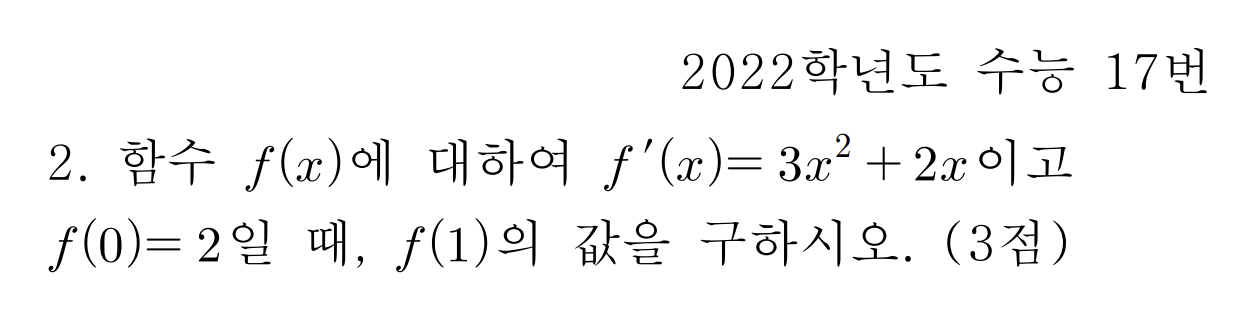 2022학년도 수능 17번
2. 함수 f(x)에 대하여 f′(x)= 3x² + 2x이고
f(0)= 2일 때, f(1)의 값을 구하시오. (3점)